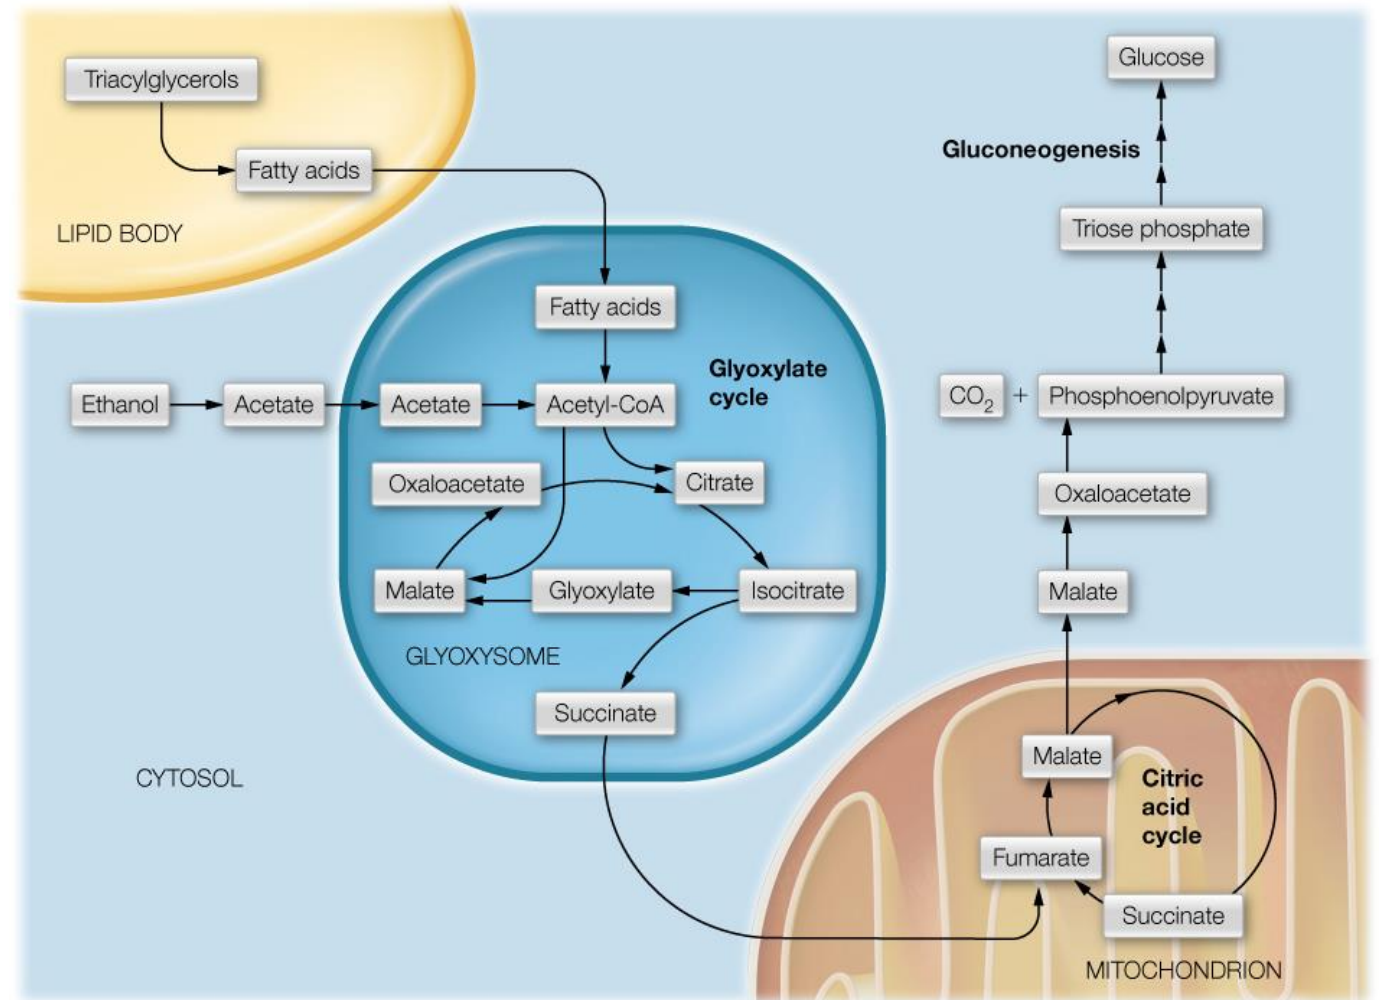 Triacylglycerols
Fatty acids
LIPID BODY
Fatty acids
Glyoxylate
cycle
Ethanol
Acetate
Acetate
Acetyl-CoA
Oxaloacetate
Citrate
Malate
Glyoxylate
Isocitrate
GLYOXYSOME
Succinate
CYTOSOL
Glucose
Gluconeogenesis
Triose phosphate
CO₂ + Phosphoenolpyruvate
Oxaloacetate
Malate
Malate
Citric
acid
cycle
Fumarate
Succinate
MITOCHONDRION